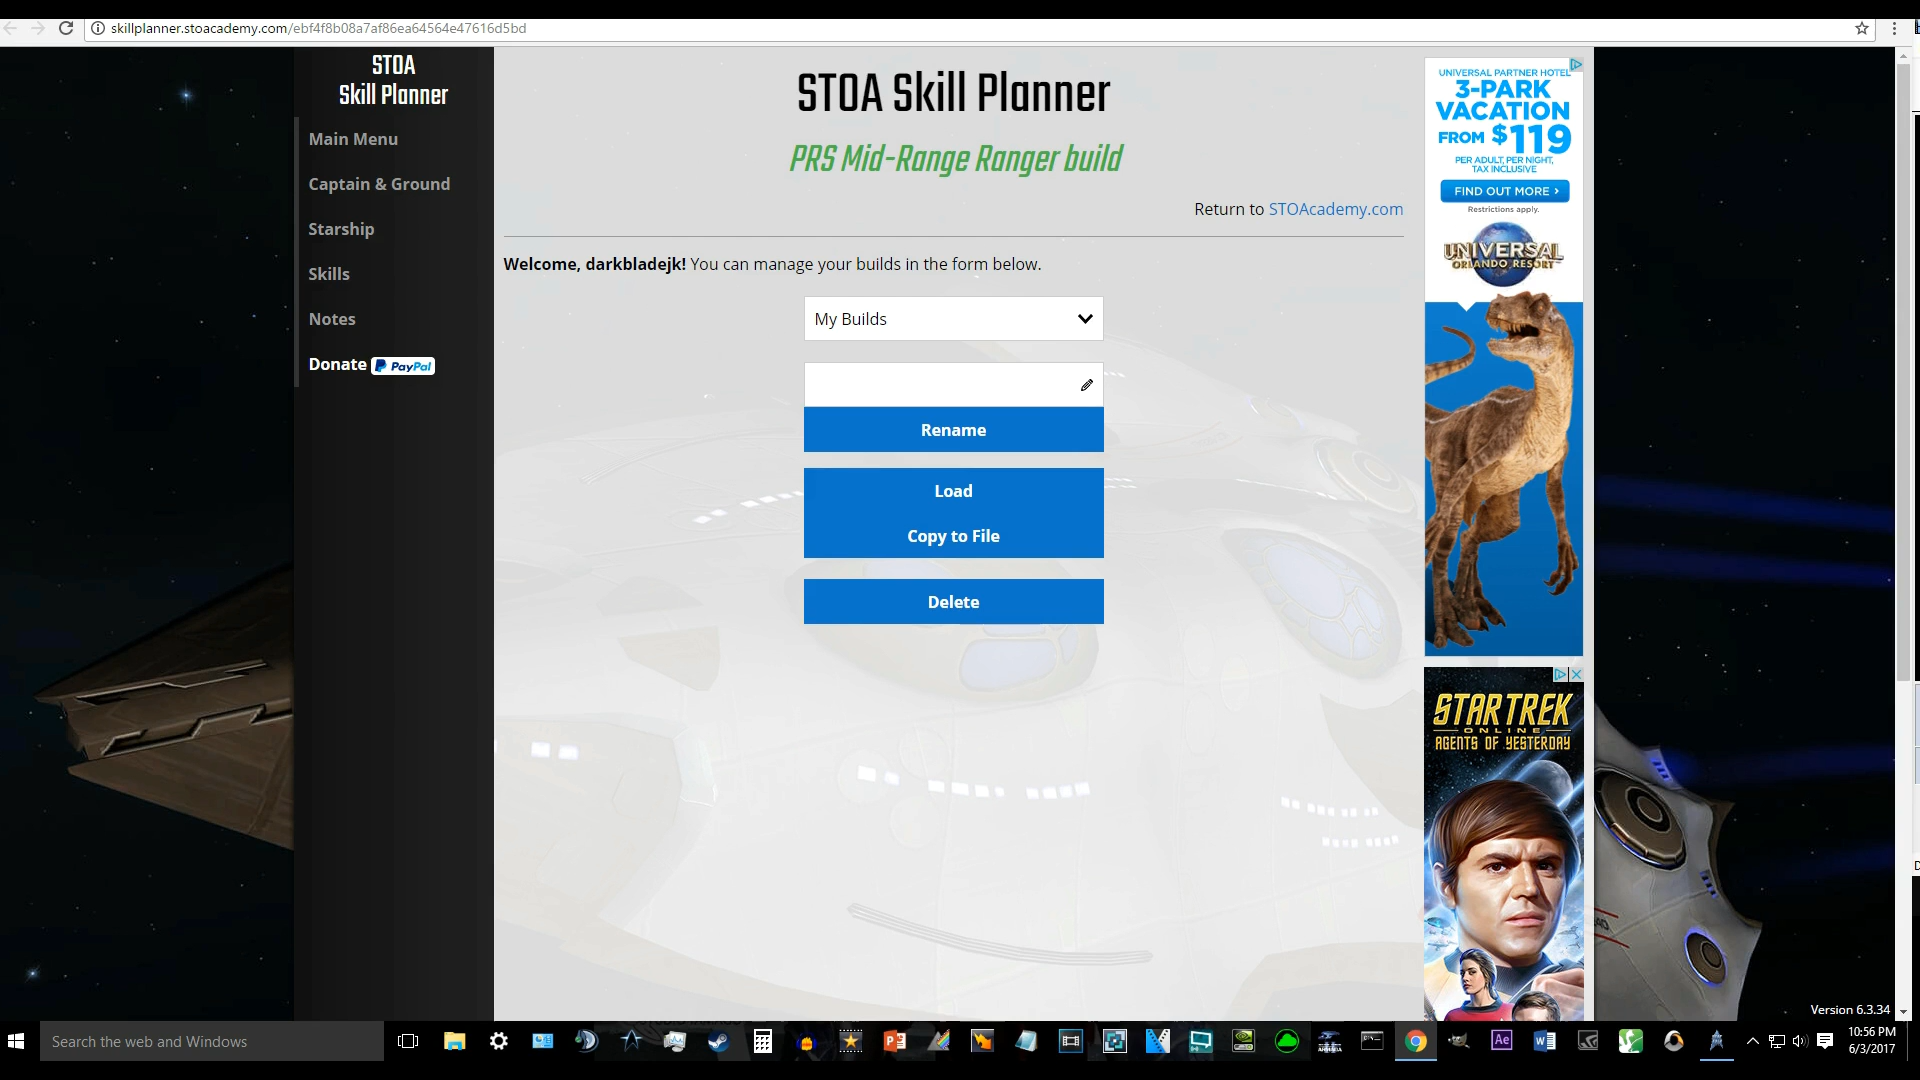 skillplanner.stoacademy.com/ebf4f8b08a7af86ea64564e47616d5bd
STOA
Skill Planner
Main Menu
Captain & Ground
Starship
Skills
Notes
Donate PayPal
STOA Skill Planner
PRS Mid-Range Ranger build
Return to STOAcademy.com
Welcome, darkbladejk! You can manage your builds in the form below.
My Builds
Rename
Load
Copy to File
Delete
UNIVERSAL PARTNER HOTEL
3-PARK
VACATION
FROM $119
PER ADULT, PER NIGHT,
TAX INCLUSIVE
FIND OUT MORE ›
Restrictions apply.
UNIVERSAL
ORLANDO RESORT
STAR TREK
ONLINE
AGENTS OF YESTERDAY
Version 6.3.34
Search the web and Windows
Ae
10:56 PM
6/3/2017